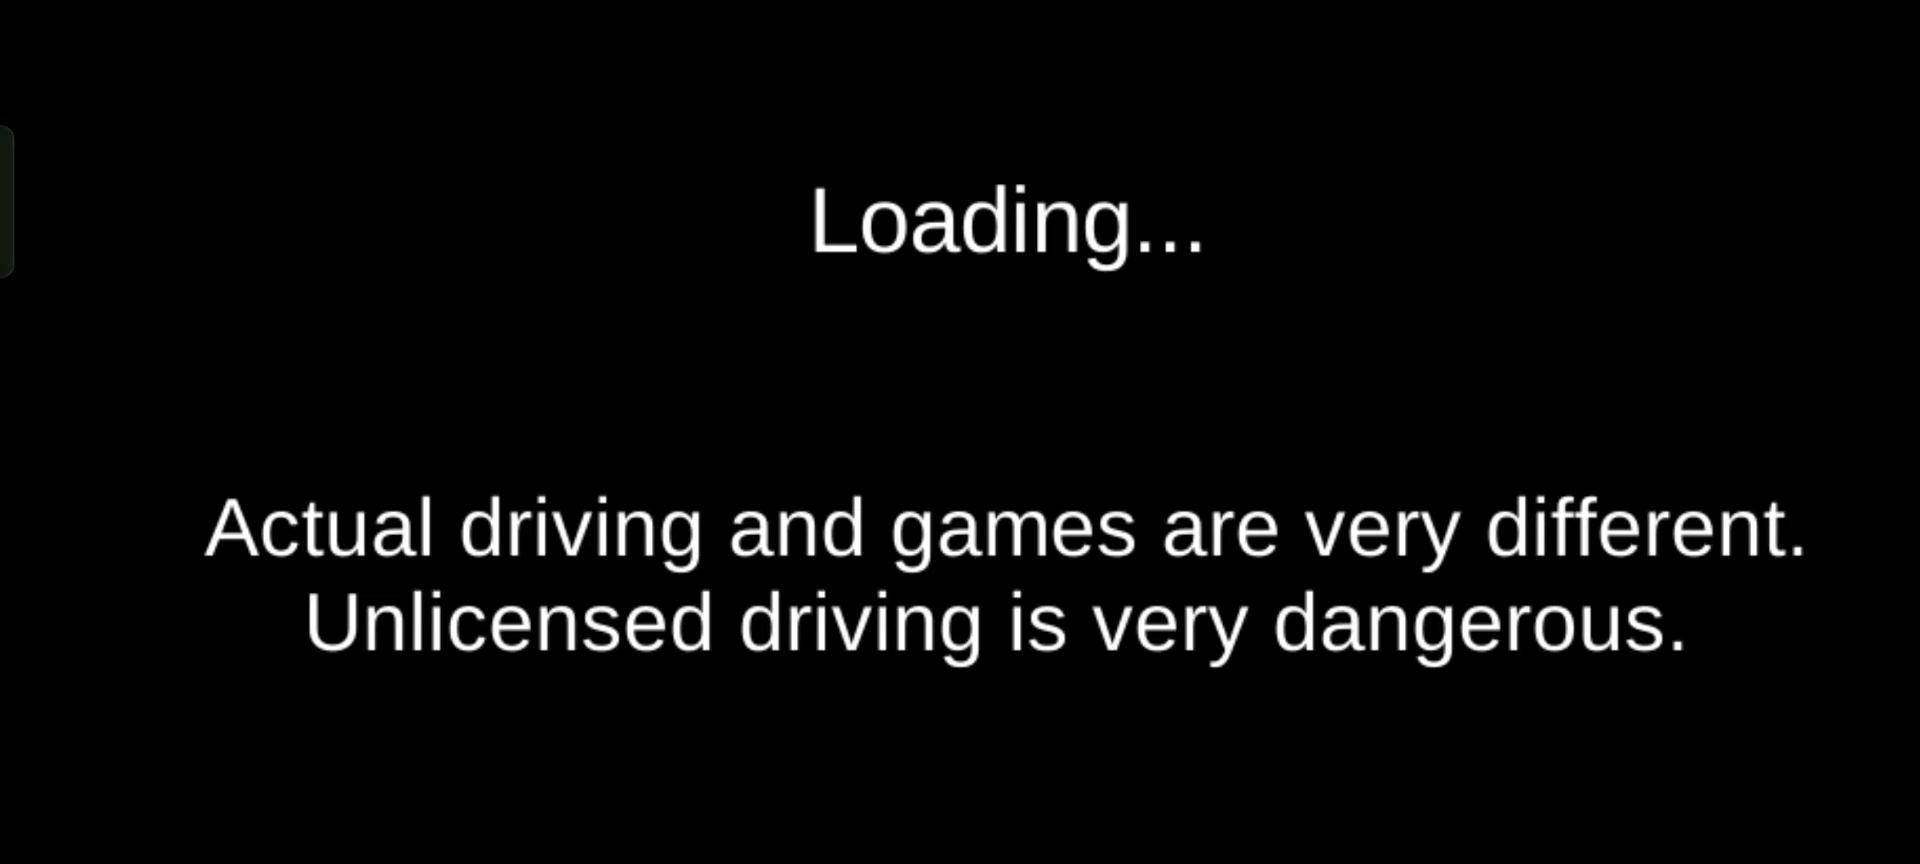 Loading...
Actual driving and games are very different.
Unlicensed driving is very dangerous.